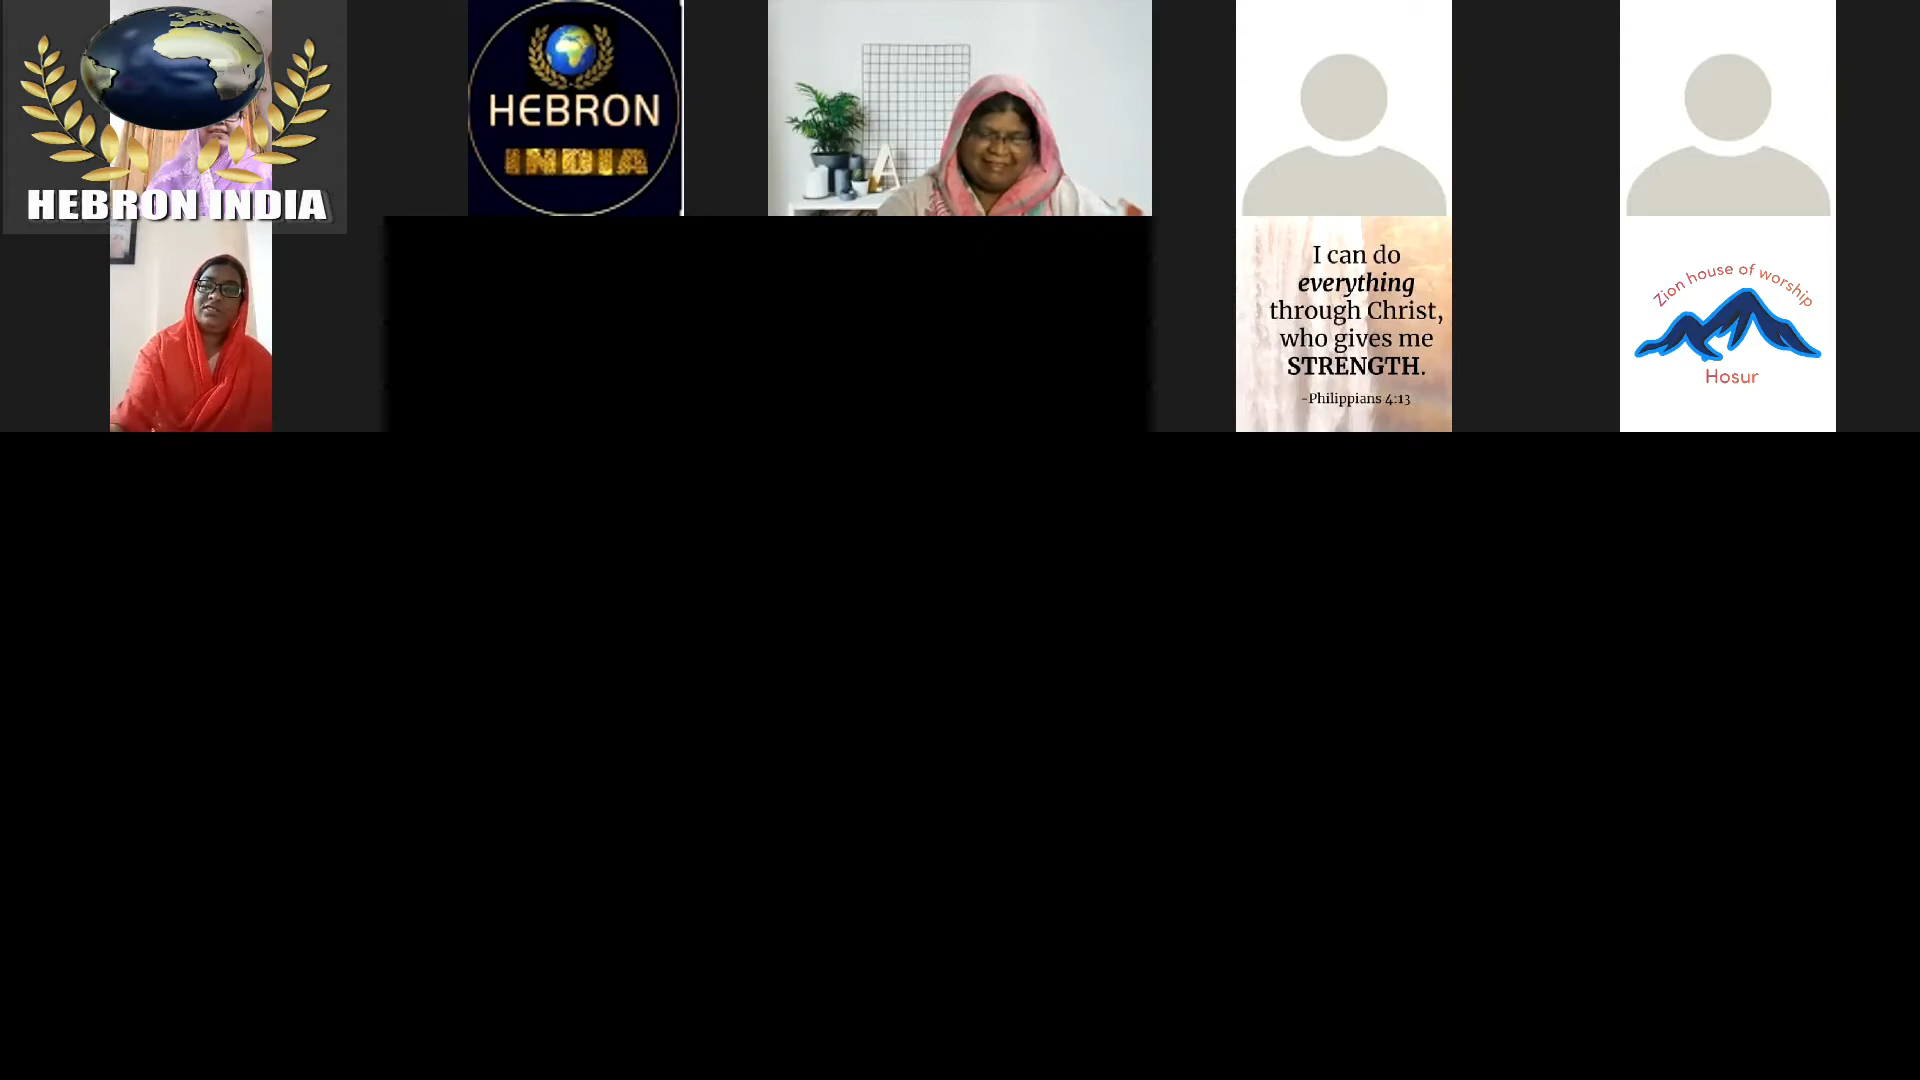 HEBRON INDIA
HEBRON
INDIA
A
I can do
everything
through Christ,
who gives me
STRENGTH.
-Philippians 4:13
Zion house of worship
Hosur